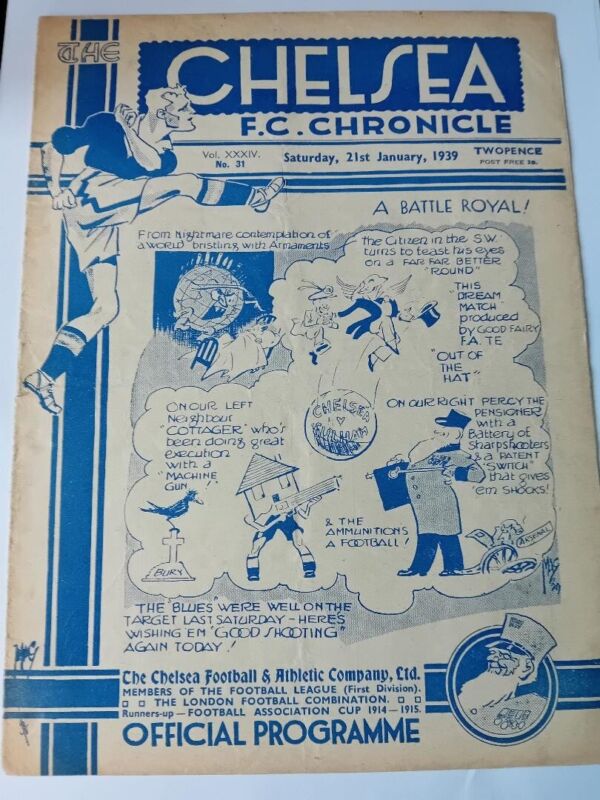 THE CHELSEA
F.C. CHRONICLE
Vol. XXXIV.
No. 31
Saturday, 21st January, 1939
TWOPENCE
POST FREE 3D.
A BATTLE ROYAL!
From Nightmare contemplation of
a WORLD bristling with Armaments
the Citizen in the S.W.
turns to feast his eyes
on a FAR FAR BETTER
"ROUND"
THIS
"DREAM
MATCH"
produced
by GOOD FAIRY
F.A. TE
"OUT OF
THE
HAT"
CHELSEA
V
FULHAM
ON OUR LEFT
Neighbour
"COTTAGER" who's
been doing great
execution
with a
"MACHINE
GUN"!
ON OUR RIGHT PERCY THE
PENSIONER
with a
Battery of
Sharpshooters
& a PATENT
"SWITCH"
that gives
'em SHOCKS!
& THE
AMMUNITION'S
A FOOTBALL!
BURY
ARSENAL
THE "BLUES" WERE WELL ON THE
TARGET LAST SATURDAY - HERE'S
WISHING 'EM "GOOD SHOOTING"
AGAIN TODAY!
The Chelsea Football & Athletic Company, Ltd.
MEMBERS OF THE FOOTBALL LEAGUE (First Division).
THE LONDON FOOTBALL COMBINATION.
Runners-up — FOOTBALL ASSOCIATION CUP 1914 — 1915.
OFFICIAL PROGRAMME